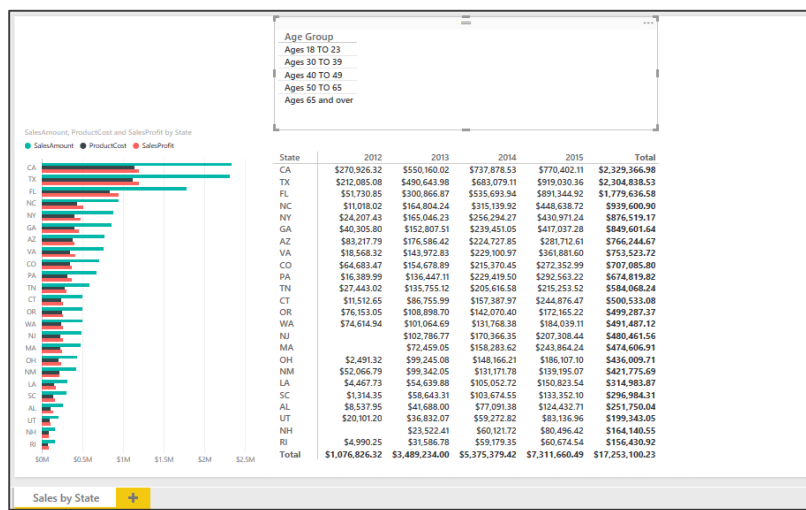 Age Group
Ages 18 TO 23
Ages 30 TO 39
Ages 40 TO 49
Ages 50 TO 65
Ages 65 and over
SalesAmount, ProductCost and SalesProfit by State
SalesAmount ProductCost SalesProfit
CA
TX
FL
NC
NY
GA
AZ
VA
CO
PA
TN
CT
OR
WA
NJ
MA
OH
NM
LA
SC
AL
UT
NH
RI
$0M $0.5M $1M $1.5M $2M $2.5M
State 2012 2013 2014 2015 Total
CA $270,926.32 $550,160.02 $737,878.53 $770,402.11 $2,329,366.98
TX $212,085.08 $490,643.98 $683,079.11 $919,030.36 $2,304,838.53
FL $51,730.85 $300,866.87 $535,693.94 $891,344.92 $1,779,636.58
NC $11,018.02 $164,804.24 $315,139.92 $448,638.72 $939,600.90
NY $24,207.43 $165,046.23 $256,294.27 $430,971.24 $876,519.17
GA $40,305.80 $152,807.51 $239,451.05 $417,037.28 $849,601.64
AZ $83,217.79 $176,586.42 $224,727.85 $281,712.61 $766,244.67
VA $18,568.32 $143,972.83 $229,100.97 $361,881.60 $753,523.72
CO $64,683.47 $154,678.89 $215,370.45 $272,352.99 $707,085.80
PA $16,389.99 $136,447.11 $229,419.50 $292,563.22 $674,819.82
TN $27,443.02 $135,755.12 $205,616.58 $215,253.52 $584,068.24
CT $11,512.65 $86,755.99 $157,387.97 $244,876.47 $500,533.08
OR $76,153.05 $108,898.70 $142,070.40 $172,165.22 $499,287.37
WA $74,614.94 $101,064.69 $131,768.38 $184,039.11 $491,487.12
NJ $102,786.77 $170,366.35 $207,308.44 $480,461.56
MA $72,459.05 $158,283.62 $243,864.24 $474,606.91
OH $2,491.32 $99,245.08 $148,166.21 $186,107.10 $436,009.71
NM $52,066.79 $99,342.05 $131,171.78 $139,195.07 $421,775.69
LA $4,467.73 $54,639.88 $105,052.72 $150,823.54 $314,983.87
SC $1,314.35 $58,643.31 $103,674.55 $133,352.10 $296,984.31
AL $8,537.95 $41,688.00 $77,091.38 $124,432.71 $251,750.04
UT $20,101.20 $36,832.07 $59,272.82 $83,136.96 $199,343.05
NH $23,522.41 $60,121.72 $80,496.42 $164,140.55
RI $4,990.25 $31,586.78 $59,179.35 $60,674.54 $156,430.92
Total $1,076,826.32 $3,489,234.00 $5,375,379.42 $7,311,660.49 $17,253,100.23
Sales by State